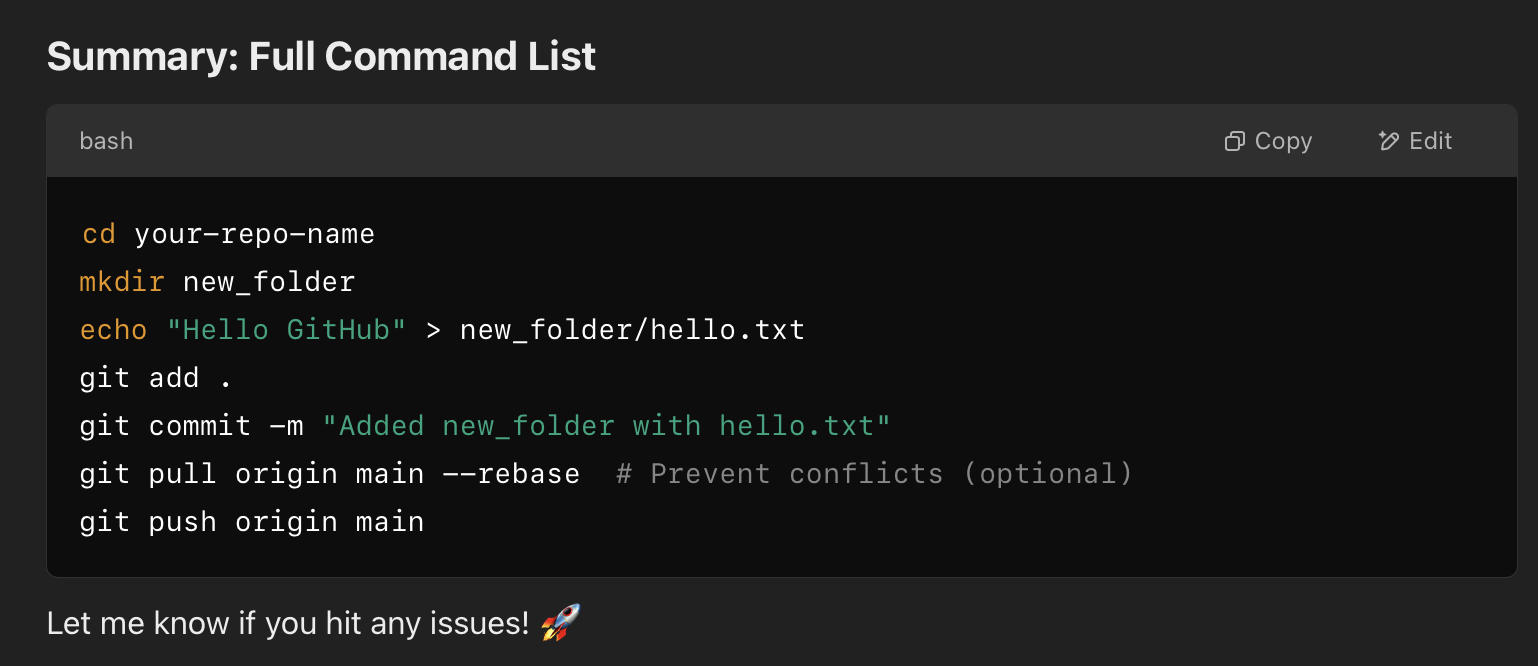 Summary: Full Command List
bash
Copy
Edit
cd your-repo-name
mkdir new_folder
echo "Hello GitHub" > new_folder/hello.txt
git add .
git commit -m "Added new_folder with hello.txt"
git pull origin main --rebase  # Prevent conflicts (optional)
git push origin main
Let me know if you hit any issues! 🚀